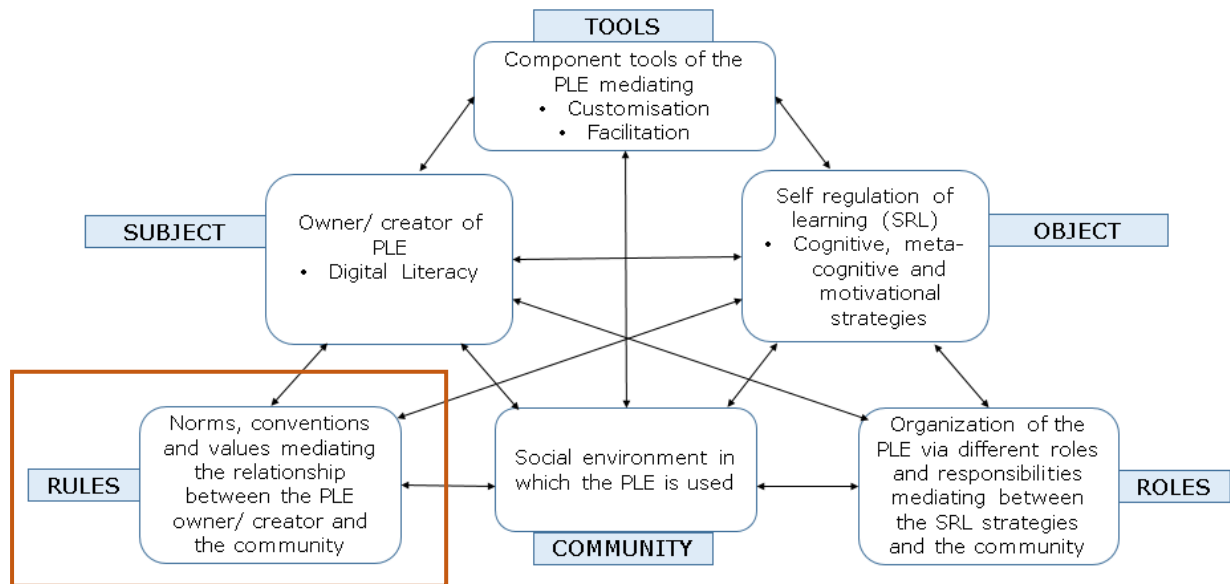 TOOLS
Component tools of the
PLE mediating
• Customisation
• Facilitation
SUBJECT
Owner/ creator of
PLE
• Digital Literacy
Self regulation of
learning (SRL)
• Cognitive, meta-
cognitive and
motivational
strategies
OBJECT
RULES
Norms, conventions
and values mediating
the relationship
between the PLE
owner/ creator and
the community
Social environment in
which the PLE is used
COMMUNITY
Organization of the
PLE via different roles
and responsibilities
mediating between
the SRL strategies
and the community
ROLES